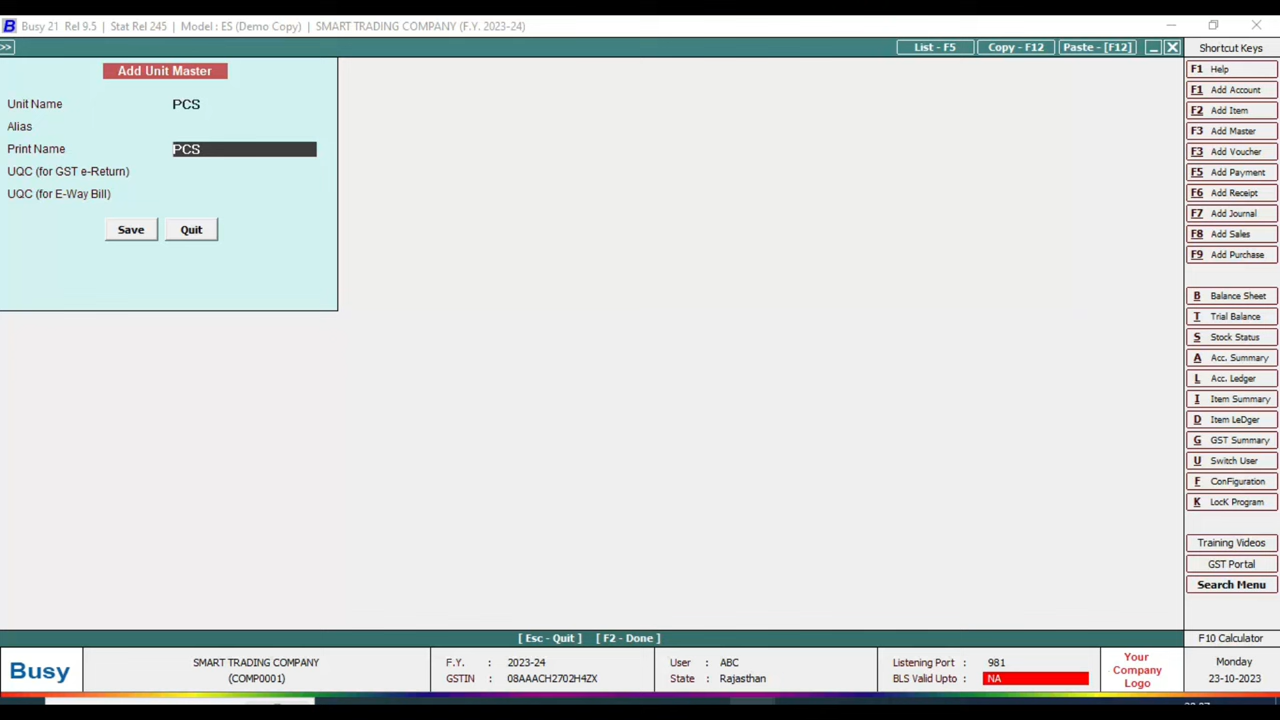 Busy 21 Rel 9.5 | Stat Rel 245 | Model : ES (Demo Copy) | SMART TRADING COMPANY (F.Y. 2023-24)
>> List - F5 Copy - F12 Paste - [F12] Shortcut Keys
Add Unit Master
Unit Name PCS
Alias
Print Name PCS
UQC (for GST e-Return)
UQC (for E-Way Bill)
Save Quit
F1 Help
F1 Add Account
F2 Add Item
F3 Add Master
F3 Add Voucher
F5 Add Payment
F6 Add Receipt
F7 Add Journal
F8 Add Sales
F9 Add Purchase
B Balance Sheet
T Trial Balance
S Stock Status
A Acc. Summary
L Acc. Ledger
I Item Summary
D Item LeDger
G GST Summary
U Switch User
F ConFiguration
K LocK Program
Training Videos
GST Portal
Search Menu
[ Esc - Quit ] [ F2 - Done ] F10 Calculator
Busy
SMART TRADING COMPANY
(COMP0001)
F.Y. : 2023-24
GSTIN : 08AAACH2702H4ZX
User : ABC
State : Rajasthan
Listening Port : 981
BLS Valid Upto : NA
Your
Company
Logo
Monday
23-10-2023